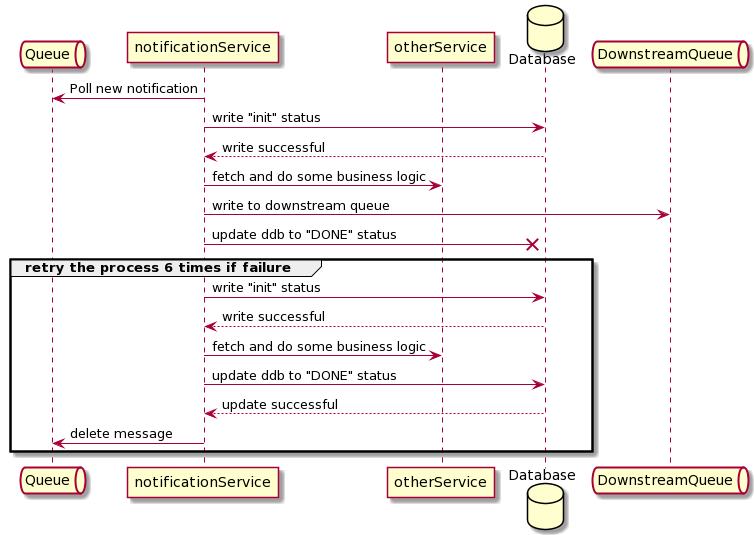 Queue
notificationService
otherService
Database
DownstreamQueue
Poll new notification
write "init" status
write successful
fetch and do some business logic
write to downstream queue
update ddb to "DONE" status
retry the process 6 times if failure
write "init" status
write successful
fetch and do some business logic
update ddb to "DONE" status
update successful
delete message
Queue
notificationService
otherService
Database
DownstreamQueue